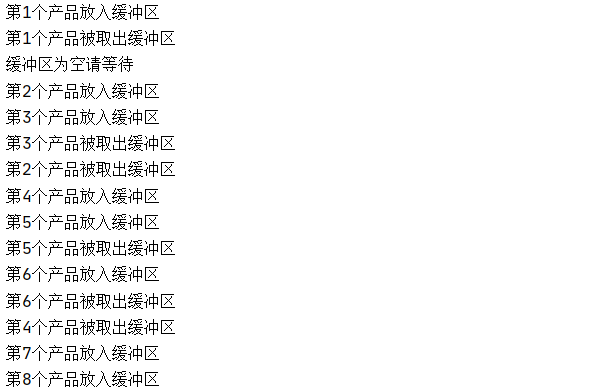 第1个产品放入缓冲区
第1个产品被取出缓冲区
缓冲区为空请等待
第2个产品放入缓冲区
第3个产品放入缓冲区
第3个产品被取出缓冲区
第2个产品被取出缓冲区
第4个产品放入缓冲区
第5个产品放入缓冲区
第5个产品被取出缓冲区
第6个产品放入缓冲区
第6个产品被取出缓冲区
第4个产品被取出缓冲区
第7个产品放入缓冲区
第8个产品放入缓冲区